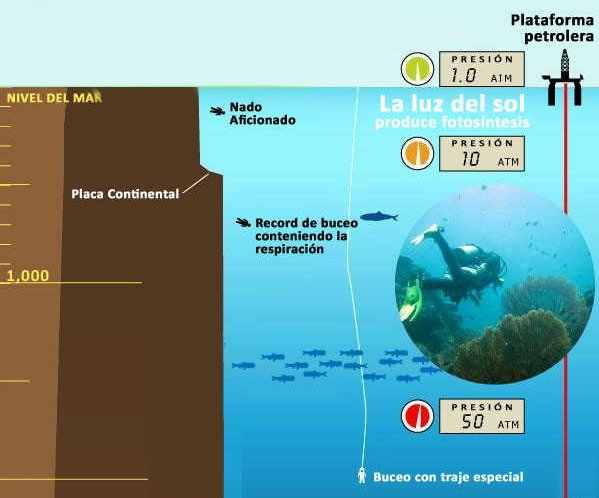 Plataforma
petrolera
PRESIÓN
1.0 ATM
NIVEL DEL MAR
Nado
Aficionado
La luz del sol
produce fotosíntesis
PRESIÓN
10 ATM
Placa Continental
Record de buceo
conteniendo la
respiración
1,000
PRESIÓN
50 ATM
Buceo con traje especial